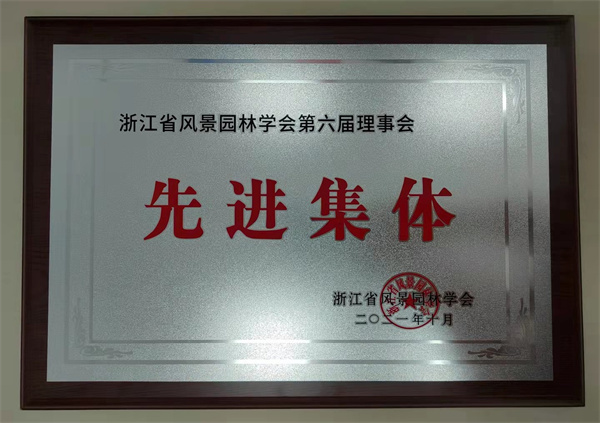 浙江省风景园林学会第六届理事会
先进集体
浙江省风景园林学会
二〇二一年十月